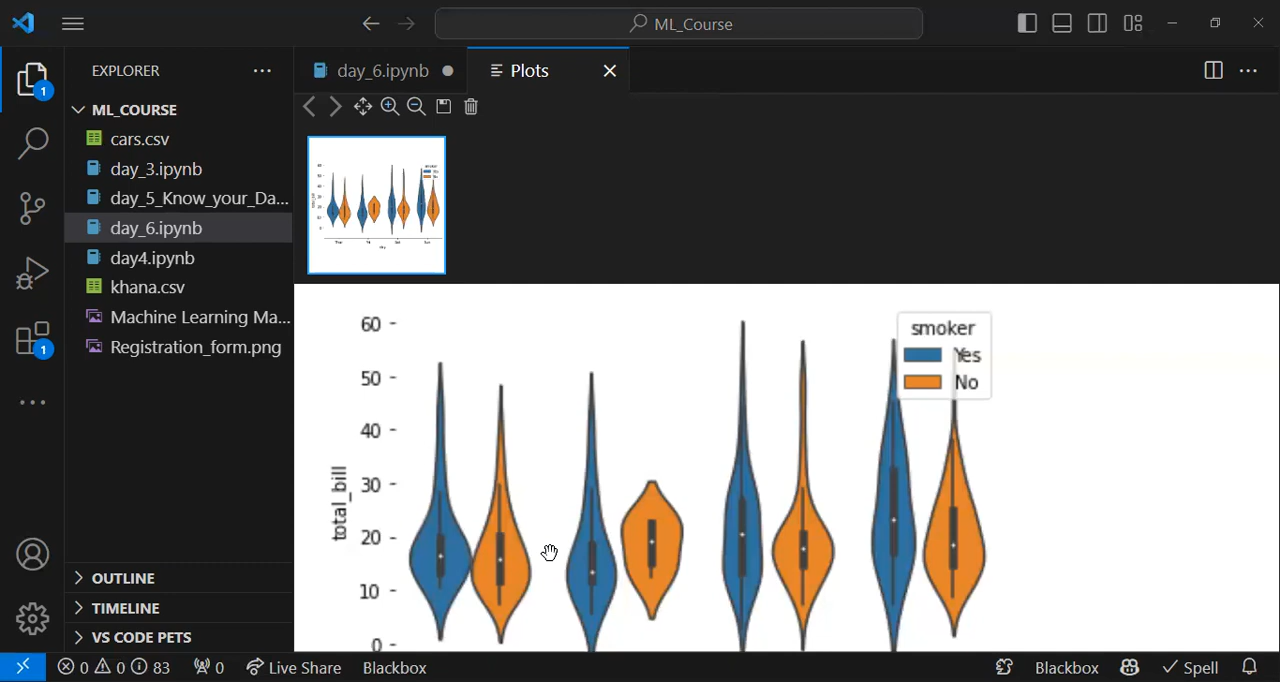 ML_Course
EXPLORER
day_6.ipynb
Plots
ML_COURSE
cars.csv
day_3.ipynb
day_5_Know_your_Da...
day_6.ipynb
day4.ipynb
khana.csv
Machine Learning Ma...
Registration_form.png
OUTLINE
TIMELINE
VS CODE PETS
1
1
smoker
Yes
No
total_bill
60
50
40
30
20
10
0
0 0 83
0
Live Share
Blackbox
Blackbox
Spell